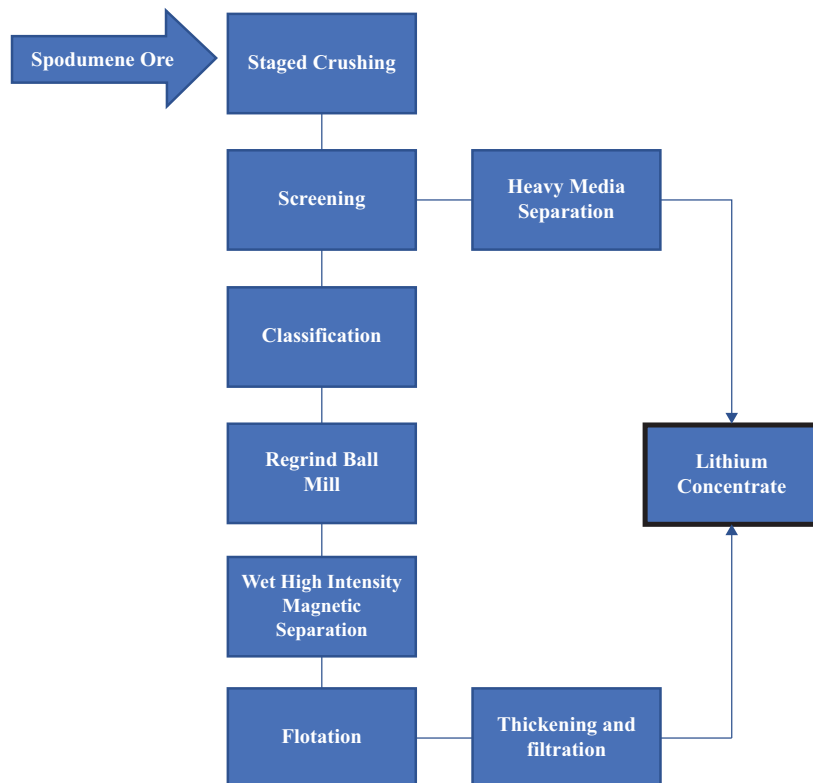 Spodumene Ore
Staged Crushing
Screening
Heavy Media
Separation
Classification
Regrind Ball
Mill
Lithium
Concentrate
Wet High Intensity
Magnetic
Separation
Flotation
Thickening and
filtration